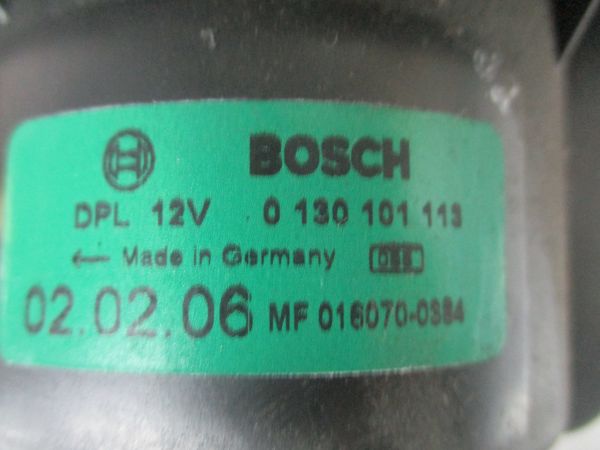 BOSCH
DPL 12V 0 130 101 113
← Made in Germany
02.02.06 MF 016070-0384